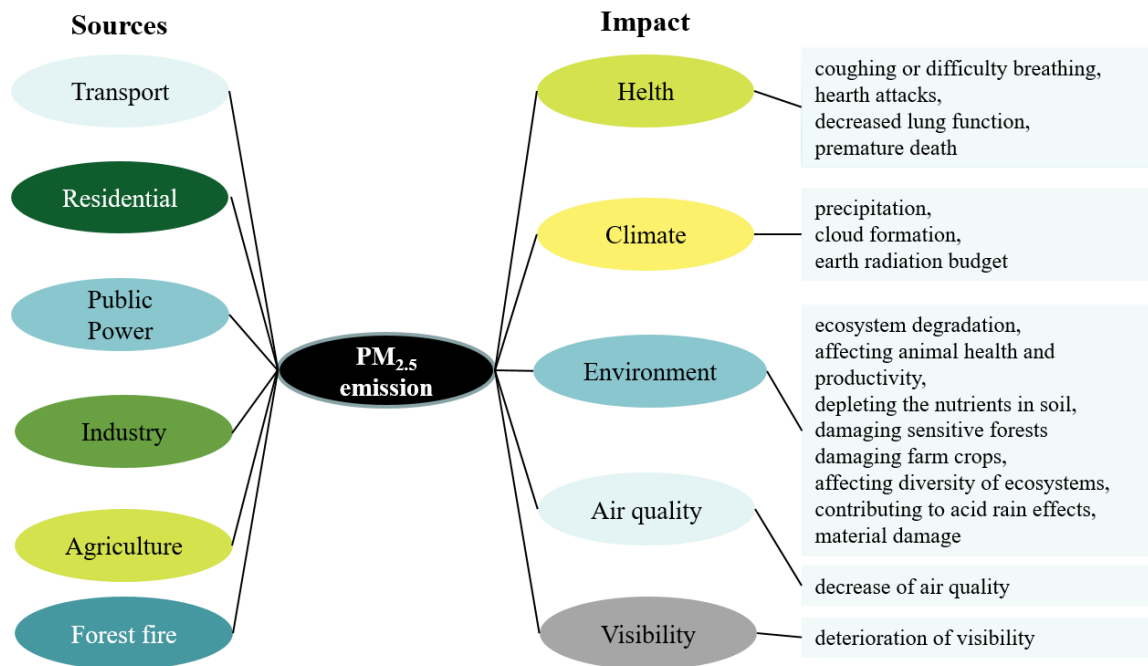 Sources
Transport
Residential
Public
Power
Industry
Agriculture
Forest fire
PM2.5
emission
Impact
Helth
coughing or difficulty breathing,
hearth attacks,
decreased lung function,
premature death
Climate
precipitation,
cloud formation,
earth radiation budget
Environment
ecosystem degradation,
affecting animal health and
productivity,
depleting the nutrients in soil,
damaging sensitive forests
damaging farm crops,
affecting diversity of ecosystems,
contributing to acid rain effects,
material damage
Air quality
decrease of air quality
Visibility
deterioration of visibility